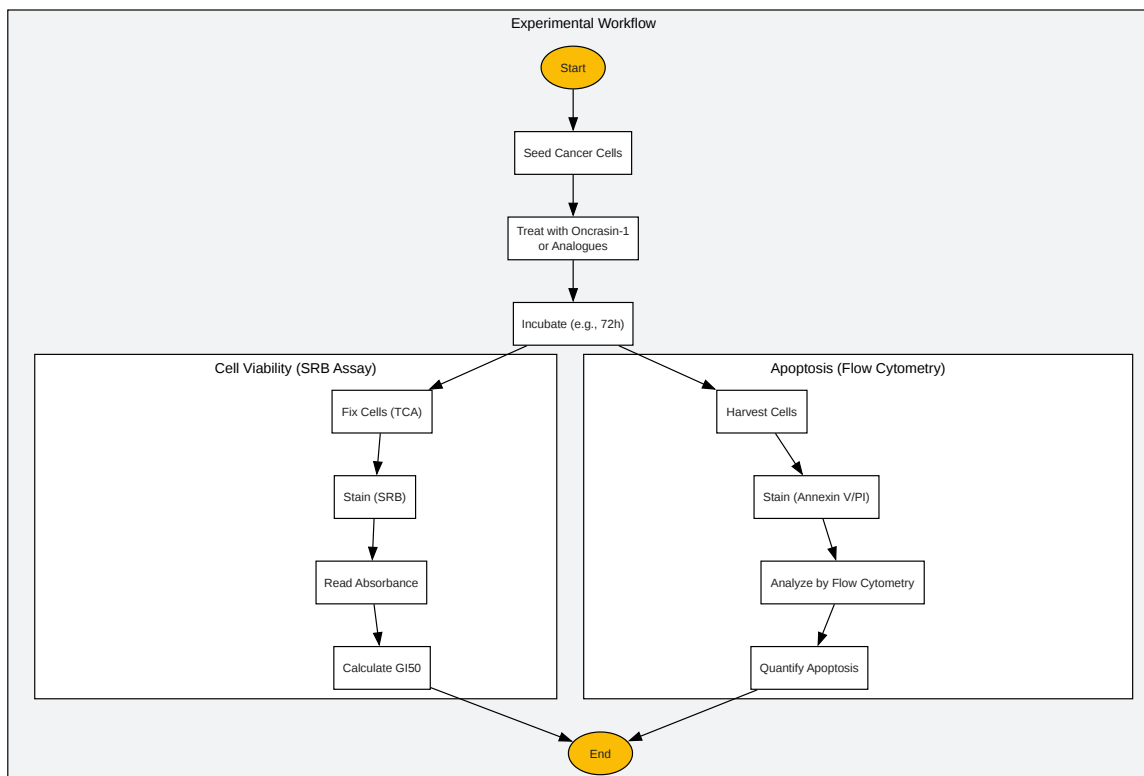 Experimental Workflow
Start
Seed Cancer Cells
Treat with Oncrasin-1
or Analogues
Incubate (e.g., 72h)
Cell Viability (SRB Assay)
Fix Cells (TCA)
Stain (SRB)
Read Absorbance
Calculate GI50
Apoptosis (Flow Cytometry)
Harvest Cells
Stain (Annexin V/PI)
Analyze by Flow Cytometry
Quantify Apoptosis
End